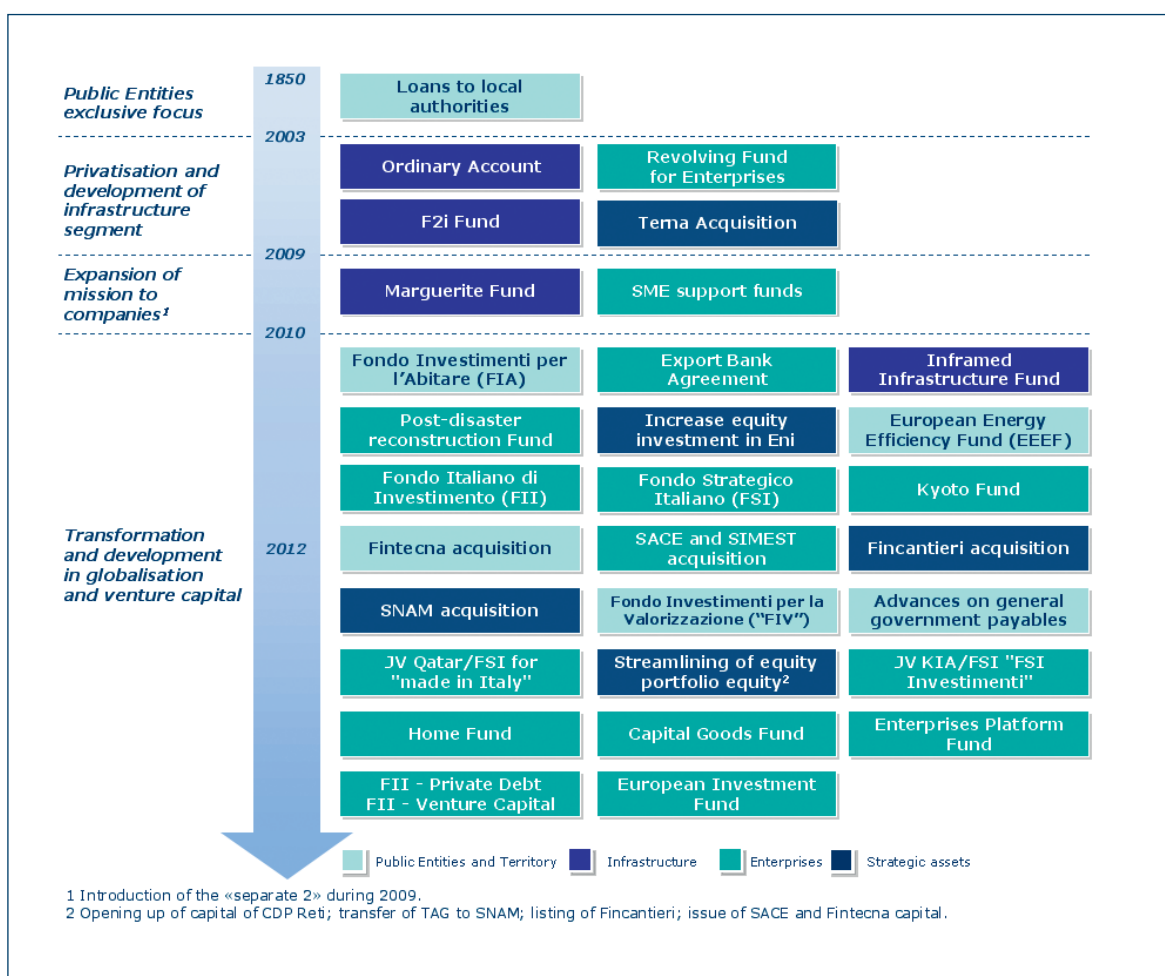 1850
Public Entities
exclusive focus
Loans to local
authorities
2003
Privatisation and
development of
infrastructure
segment
Ordinary Account
Revolving Fund
for Enterprises
F2i Fund
Terna Acquisition
2009
Expansion of
mission to
companies¹
Marguerite Fund
SME support funds
2010
Fondo Investimenti per
l'Abitare (FIA)
Export Bank
Agreement
Inframed
Infrastructure Fund
Post-disaster
reconstruction Fund
Increase equity
investment in Eni
European Energy
Efficiency Fund (EEEF)
Fondo Italiano di
Investimento (FII)
Fondo Strategico
Italiano (FSI)
Kyoto Fund
Transformation
and development
in globalisation
and venture capital
2012
Fintecna acquisition
SACE and SIMEST
acquisition
Fincantieri acquisition
SNAM acquisition
Fondo Investimenti per la
Valorizzazione ("FIV")
Advances on general
government payables
JV Qatar/FSI for
"made in Italy"
Streamlining of equity
portfolio equity²
JV KIA/FSI "FSI
Investimenti"
Home Fund
Capital Goods Fund
Enterprises Platform
Fund
FII - Private Debt
FII - Venture Capital
European Investment
Fund
Public Entities and Territory
Infrastructure
Enterprises
Strategic assets
1 Introduction of the «separate 2» during 2009.
2 Opening up of capital of CDP Reti; transfer of TAG to SNAM; listing of Fincantieri; issue of SACE and Fintecna capital.